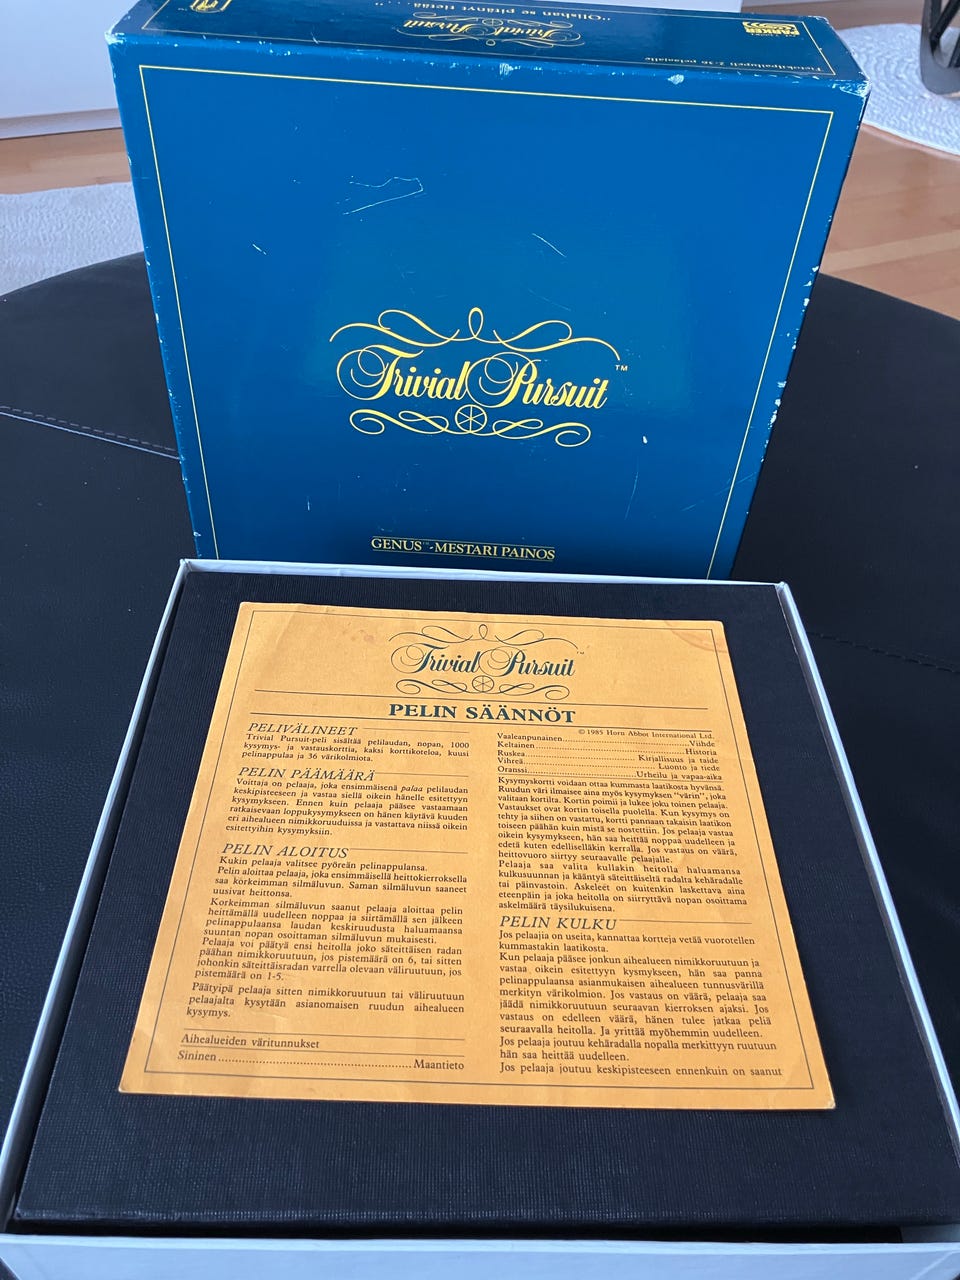 "Ollahan se pitänyt tietää . . ."
Trivial Pursuit
PARKER
Tietokilpailupeli 2-36 pelaajalle
Trivial Pursuit™
GENUS™-MESTARI PAINOS
Trivial Pursuit™
PELIN SÄÄNNÖT
PELIVÄLINEET
Trivial Pursuit-peli sisältää pelilaudan, nopan, 1000
kysymys- ja vastauskorttia, kaksi korttikoteloa, kuusi
pelinappulaa ja 36 värikolmiota.
PELIN PÄÄMÄÄRÄ
Voittaja on pelaaja, joka ensimmäisenä palaa pelilaudan
keskipisteeseen ja vastaa siellä oikein hänelle esitettyyn
kysymykseen. Ennen kuin pelaaja pääsee vastaamaan
ratkaisevaan loppukysymykseen on hänen käytävä kuuden
eri aihealueen nimikkoruuduissa ja vastattava niissä oikein
esitettyihin kysymyksiin.
PELIN ALOITUS
Kukin pelaaja valitsee pyöreän pelinappulansa.
Pelin aloittaa pelaaja, joka ensimmäisellä heittokierroksella
saa körkeimman silmäluvun. Saman silmäluvun saaneet
uusivat heittonsa.
Korkeimman silmäluvun saanut pelaaja aloittaa pelin
heittämällä uudelleen noppaa ja siirtämällä sen jälkeen
pelinappulaansa laudan keskiruudusta haluamaansa
suuntan nopan osoittaman silmäluvun mukaisesti.
Pelaaja voi päätyä ensi heitolla joko säteittäisen radan
päähän nimikkoruutuun, jos pistemäärä on 6, tai sitten
johonkin säteittäisradan varrella olevaan väliruutuun, jos
pistemäärä on 1-5.
Päätyipä pelaaja sitten nimikkoruutuun tai väliruutuun
pelaajalta kysytään asianomaisen ruudun aihealueen
kysymys.
Aihealueiden väritunnukset
Sininen..........Maantieto
© 1985 Horn Abbot International Ltd.
Vaaleanpunainen..........Viihde
Keltainen..........Historia
Ruskea..........Kirjallisuus ja taide
Vihreä..........Luonto ja tiede
Oranssi..........Urheilu ja vapaa-aika
Kysymyskortti voidaan ottaa kummasta laatikosta hyvänsä.
Ruudun väri ilmaisee aina myös kysymyksen "värin", joka
valitaan kortilta. Kortin poimii ja lukee joku toinen pelaaja.
Vastaukset ovat kortin toisella puolella. Kun kysymys on
tehty ja siihen on vastattu, kortti pannaan takaisin laatikon
toiseen päähän kuin mistä se nostettiin. Jos pelaaja vastaa
oikein kysymykseen, hän saa heittää noppaa uudelleen ja
edetä kuten edelliselläkin kerralla. Jos vastaus on väärä,
heittovuoro siirtyy seuraavalle pelaajalle.
Pelaaja saa valita kullakin heitolla haluamansa
kulkusuunnan ja kääntyä säteittäiseltä radalta kehäradalle
tai päinvastoin. Askeleet on kuitenkin laskettava aina
eteenpäin ja joka heitolla on siirryttävä nopan osoittama
askelmäärä täysilukuisena.
PELIN KULKU
Jos pelaajia on useita, kannattaa kortteja vetää vuorotellen
kummastakin laatikosta.
Kun pelaaja pääsee jonkun aihealueen nimikkoruutuun ja
vastaa oikein esitettyyn kysmykseen, hän saa panna
pelinappulaansa asianmukaisen aihealueen tunnusvärillä
merkityn värikolmion. Jos vastaus on väärä, pelaaja saa
jäädä nimikkoruutuun seuraavan kierroksen ajaksi. Jos
vastaus on edelleen väärä, hänen tulee jatkaa peliä
seuraavalla heitolla. Ja yrittää myöhemmin uudelleen.
Jos pelaaja joutuu kehäradalla nopalla merkittyyn ruutuun
hän saa heittää uudelleen.
Jos pelaaja joutuu keskipisteeseen ennenkuin on saanut